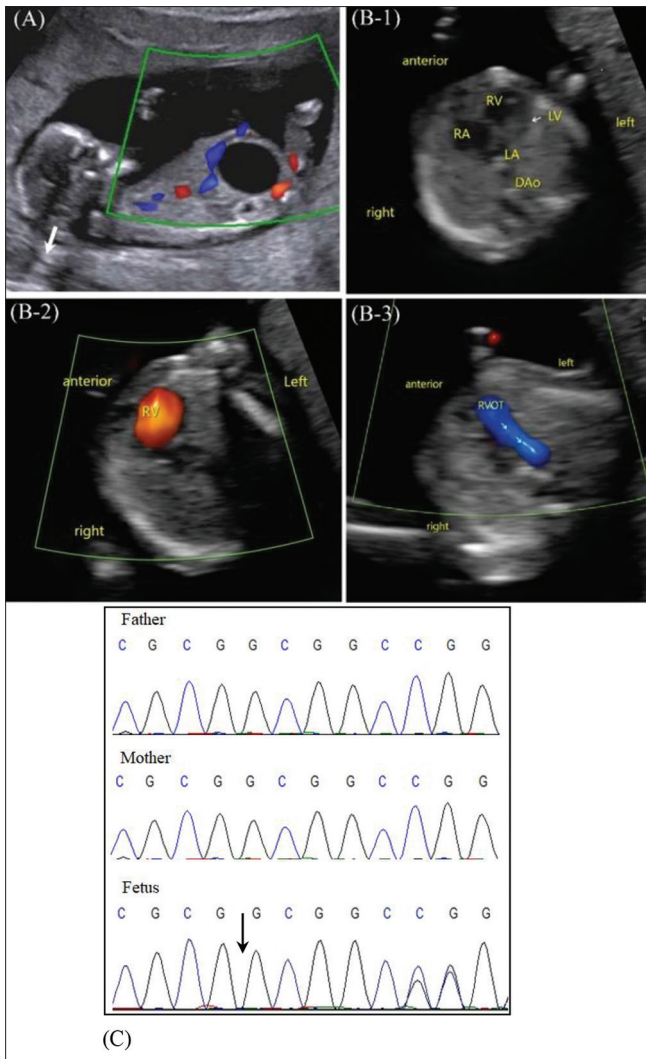 (A)
(B-1)
anterior
RV
LV
left
RA
LA
DAo
right
(B-2)
anterior
Left
RV
right
(B-3)
left
anterior
RVOT
right
Father
C G C G G C G G C C G G
Mother
C G C G G C G G C C G G
Fetus
C G C G G C G G C C G G
(C)